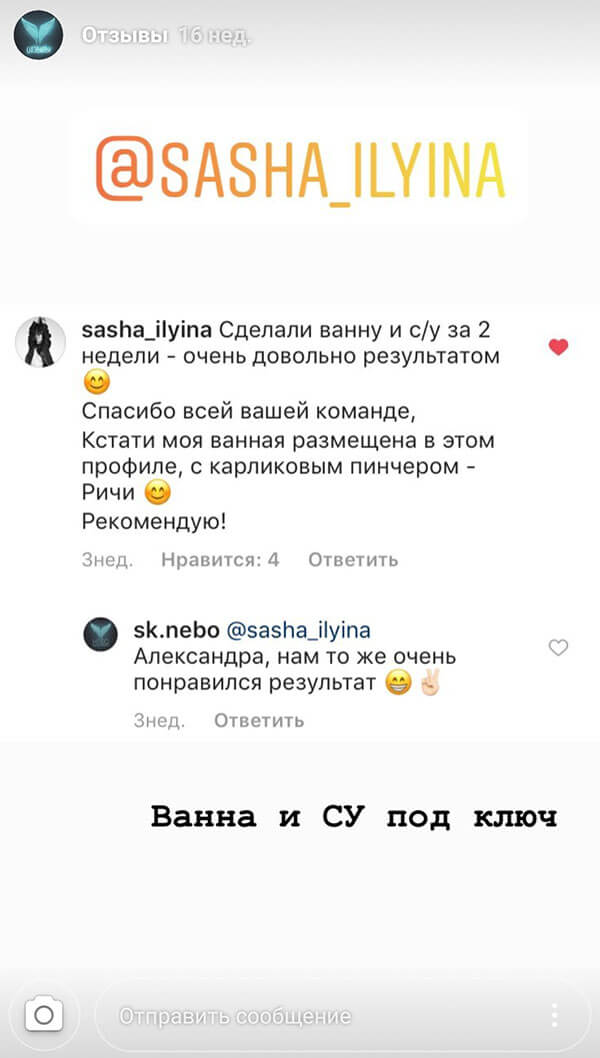 Отзывы 16 нед.
@SASHA_ILYINA
sasha_ilyina Сделали ванну и с/у за 2
недели - очень довольно результатом
😊
Спасибо всей вашей команде,
Кстати моя ванная размещена в этом
профиле, с карликовым пинчером -
Ричи 😊
Рекомендую!
3нед. Нравится: 4 Ответить
sk.nebo @sasha_ilyina
Александра, нам то же очень
понравился результат 😁✌🏻
3нед. Ответить
Ванна и СУ под ключ
Отправить сообщение